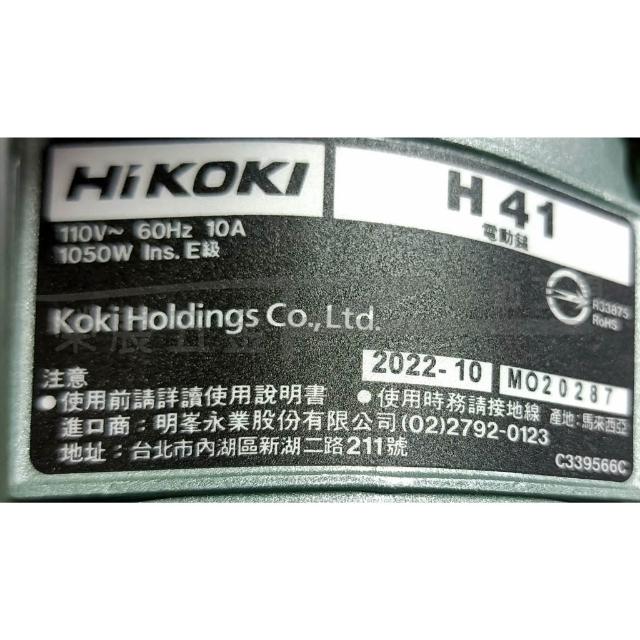 HiKOKI
H 41
電動鎚
110V～ 60Hz 10A
1050W Ins. E級
R33875
RoHS
Koki Holdings Co., Ltd.
2022-10
MO20287
注意
●使用前請詳讀使用說明書 ●使用時務請接地線 產地:馬來西亞
進口商：明峯永業股份有限公司(02)2792-0123
地址：台北市內湖區新湖二路211號
C339566C